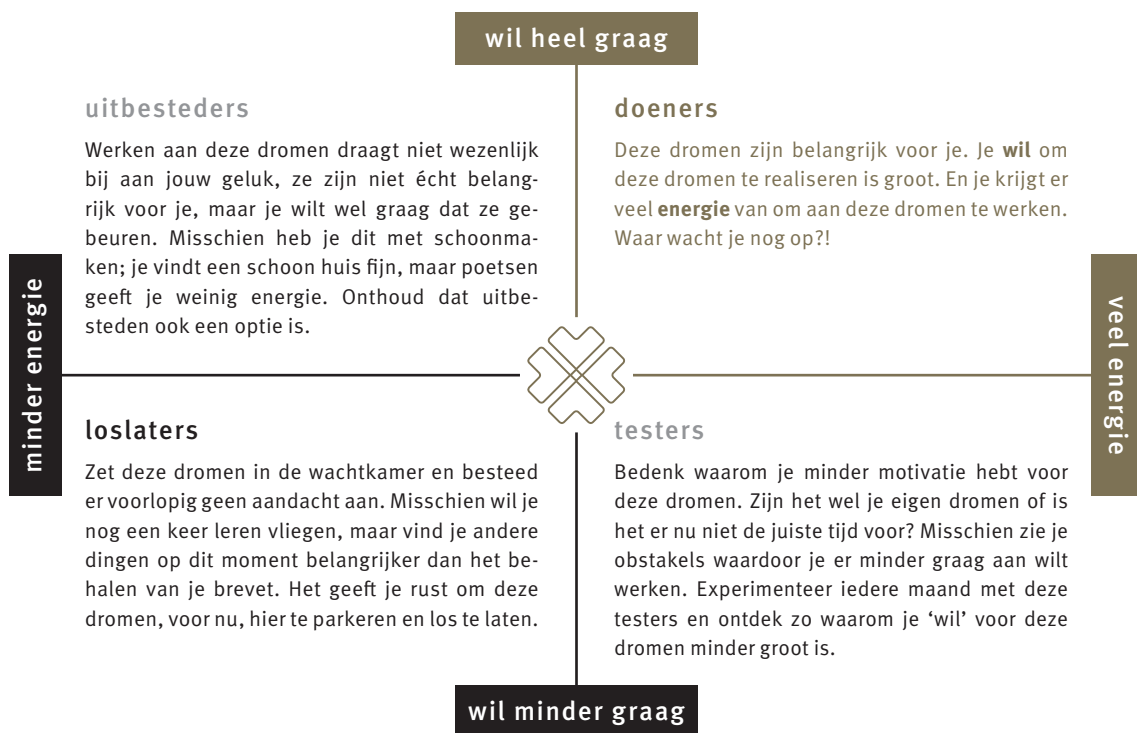 wil heel graag
uitbesteders
Werken aan deze dromen draagt niet wezenlijk
bij aan jouw geluk, ze zijn niet écht belang-
rijk voor je, maar je wilt wel graag dat ze ge-
beuren. Misschien heb je dit met schoonma-
ken; je vindt een schoon huis fijn, maar poetsen
geeft je weinig energie. Onthoud dat uitbe-
steden ook een optie is.
doeners
Deze dromen zijn belangrijk voor je. Je wil om
deze dromen te realiseren is groot. En je krijgt er
veel energie van om aan deze dromen te werken.
Waar wacht je nog op?!
minder energie
veel energie
loslaters
Zet deze dromen in de wachtkamer en besteed
er voorlopig geen aandacht aan. Misschien wil je
nog een keer leren vliegen, maar vind je andere
dingen op dit moment belangrijker dan het be-
halen van je brevet. Het geeft je rust om deze
dromen, voor nu, hier te parkeren en los te laten.
testers
Bedenk waarom je minder motivatie hebt voor
deze dromen. Zijn het wel je eigen dromen of is
het er nu niet de juiste tijd voor? Misschien zie je
obstakels waardoor je er minder graag aan wilt
werken. Experimenteer iedere maand met deze
testers en ontdek zo waarom je ‘wil’ voor deze
dromen minder groot is.
wil minder graag